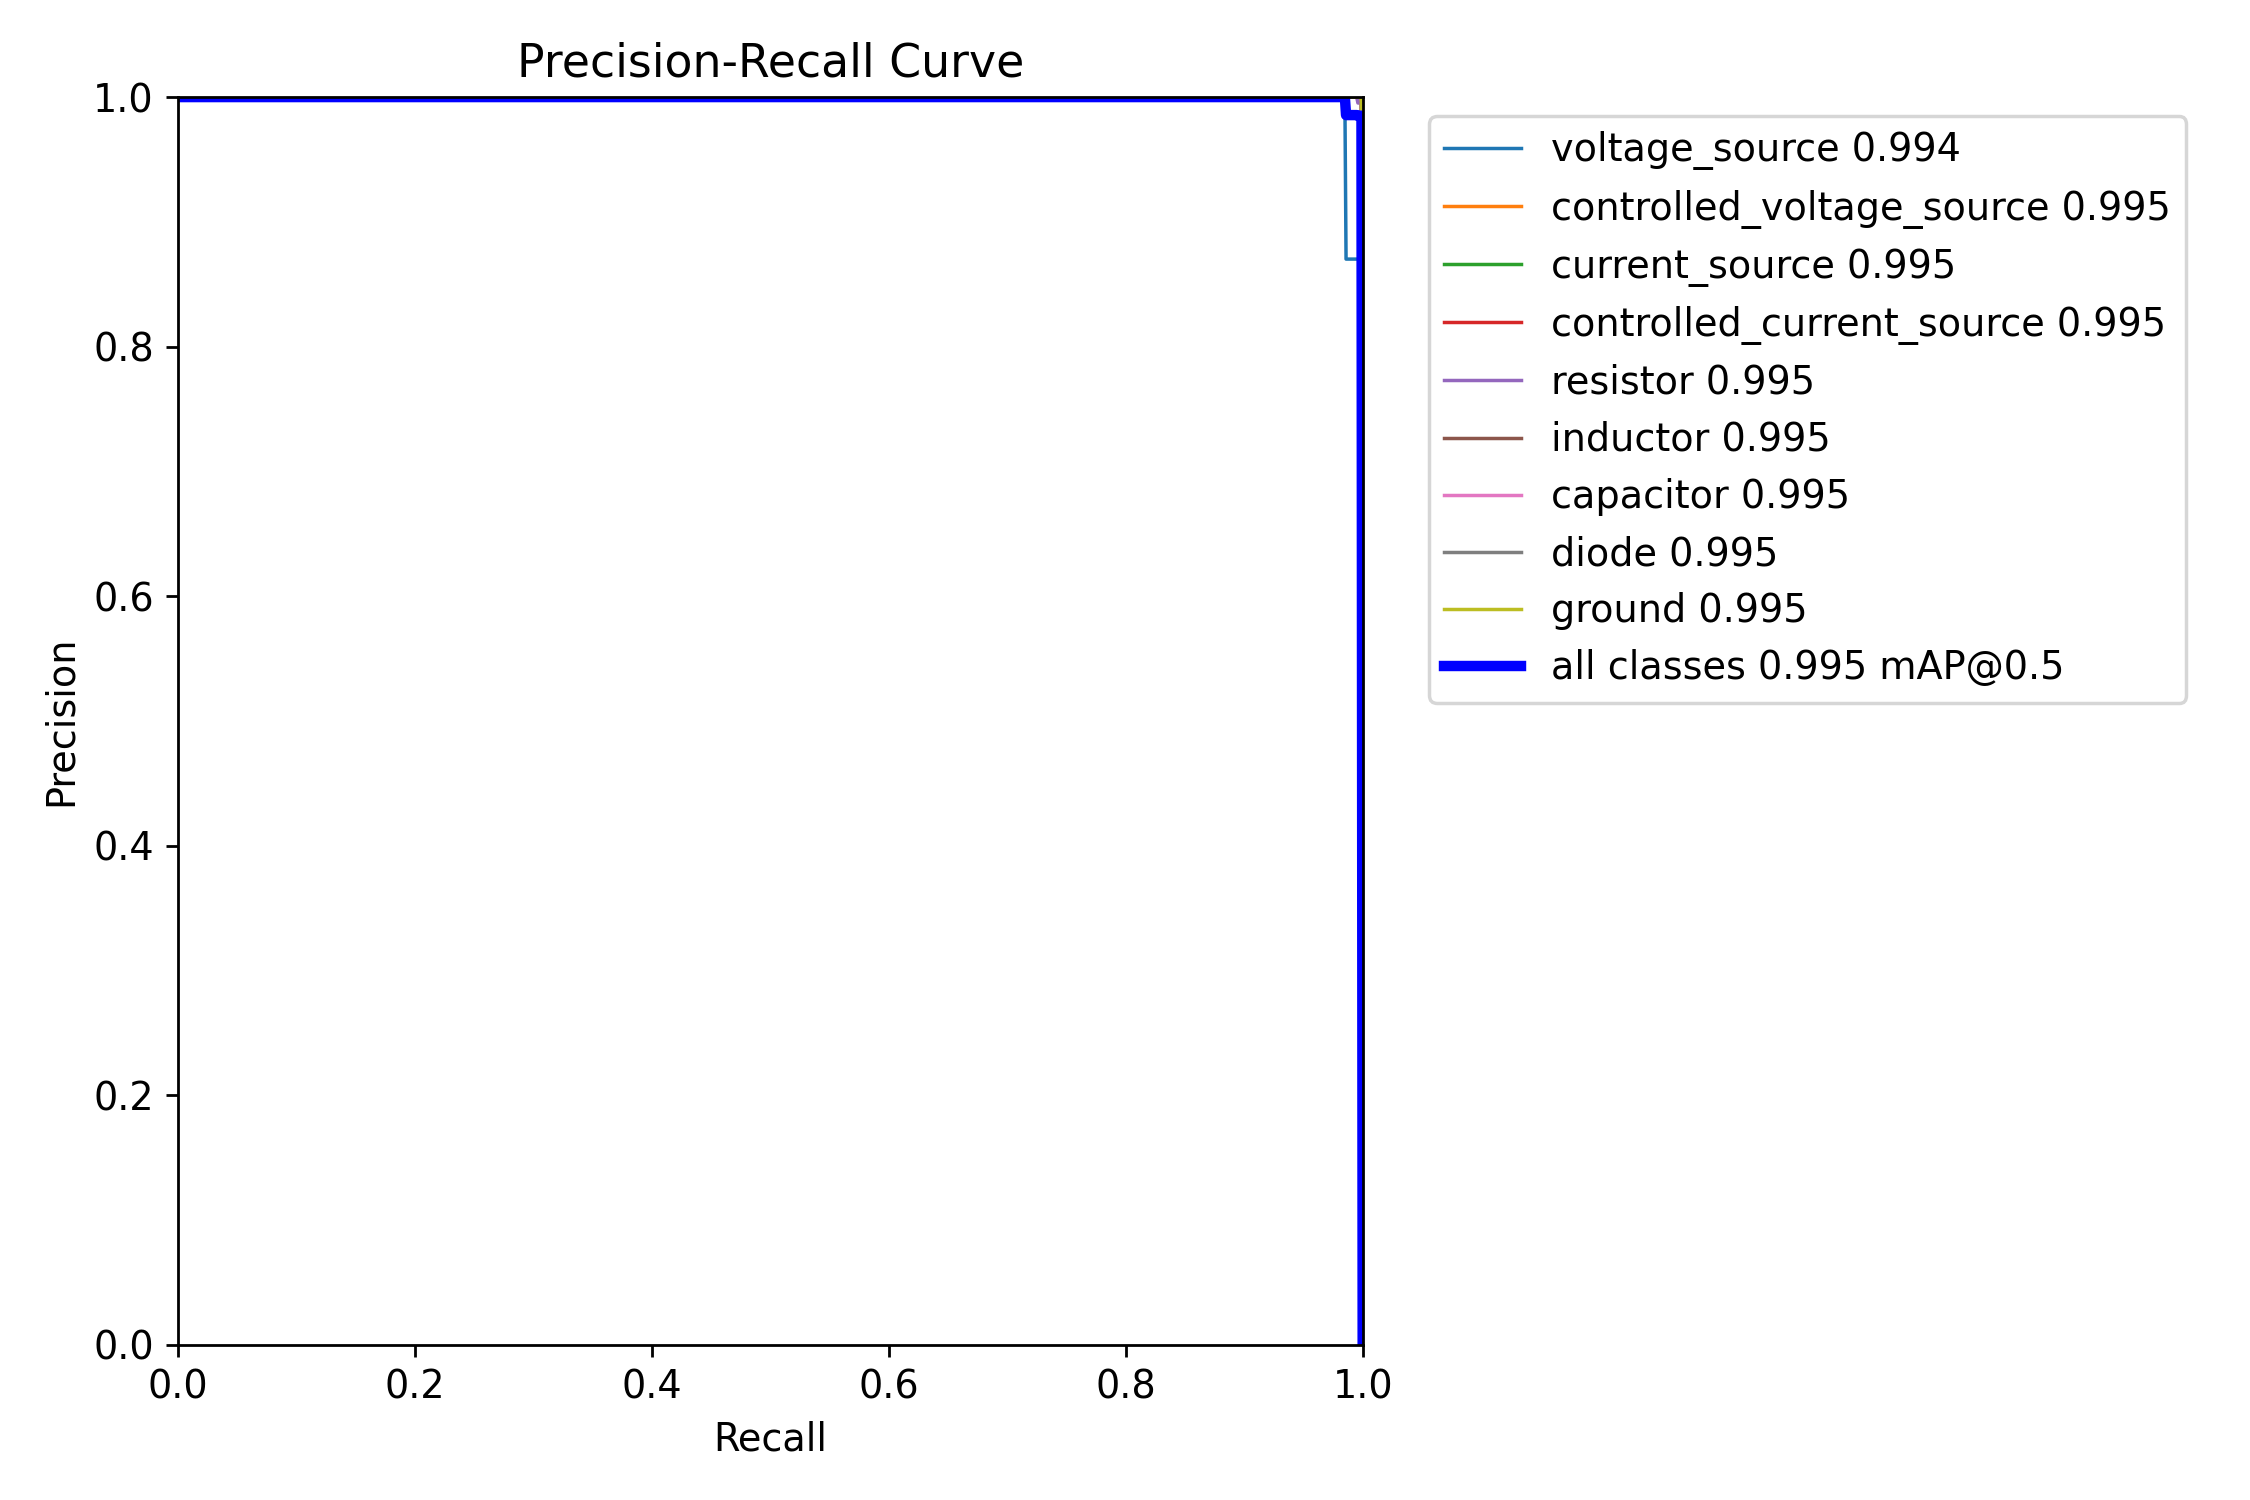 Precision-Recall Curve
1.0
0.8
0.6
0.4
0.2
0.0
Precision
0.0 0.2 0.4 0.6 0.8 1.0
Recall
voltage_source 0.994
controlled_voltage_source 0.995
current_source 0.995
controlled_current_source 0.995
resistor 0.995
inductor 0.995
capacitor 0.995
diode 0.995
ground 0.995
all classes 0.995 mAP@0.5